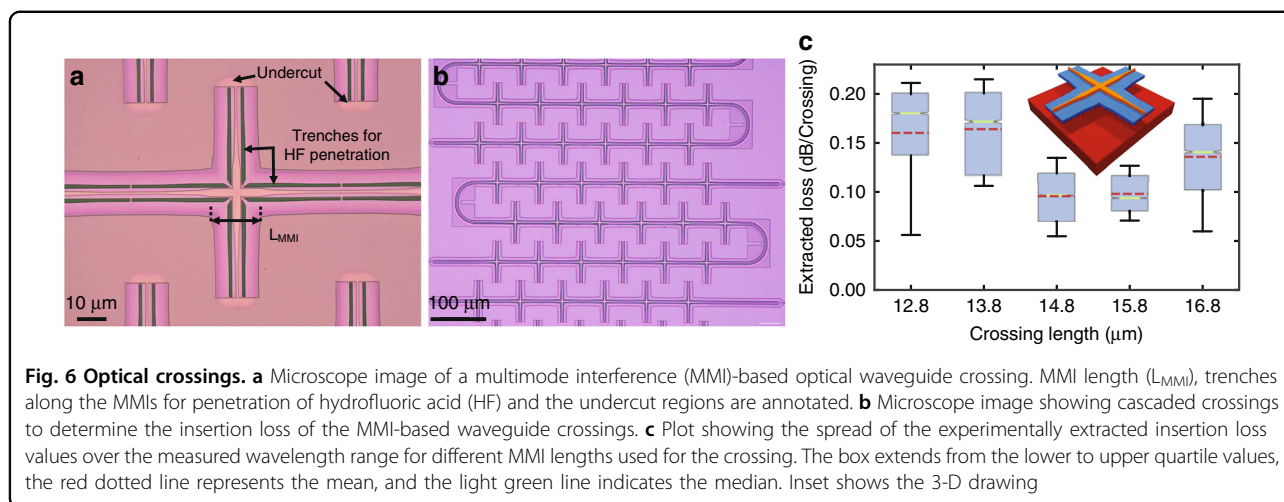 a
Undercut
Trenches for
HF penetration
L_MMI
10 μm
b
100 μm
c
Extracted loss (dB/Crossing)
0.20
0.15
0.10
0.05
0.00
12.8 13.8 14.8 15.8 16.8
Crossing length (μm)
Fig. 6 Optical crossings. a Microscope image of a multimode interference (MMI)-based optical waveguide crossing. MMI length (L_MMI), trenches
along the MMIs for penetration of hydrofluoric acid (HF) and the undercut regions are annotated. b Microscope image showing cascaded crossings
to determine the insertion loss of the MMI-based waveguide crossings. c Plot showing the spread of the experimentally extracted insertion loss
values over the measured wavelength range for different MMI lengths used for the crossing. The box extends from the lower to upper quartile values,
the red dotted line represents the mean, and the light green line indicates the median. Inset shows the 3-D drawing